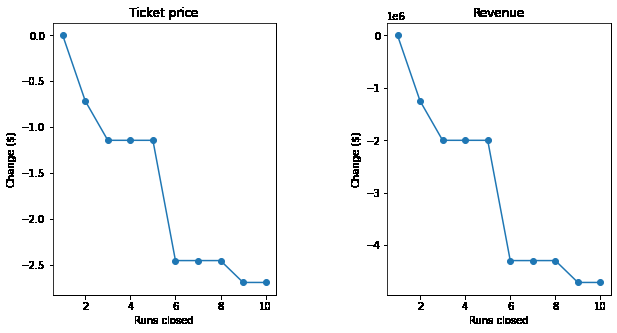 Ticket price
0.0
−0.5
−1.0
−1.5
−2.0
−2.5
Change ($)
2 4 6 8 10
Runs closed
Revenue
1e6
0
−1
−2
−3
−4
Change ($)
2 4 6 8 10
Runs closed